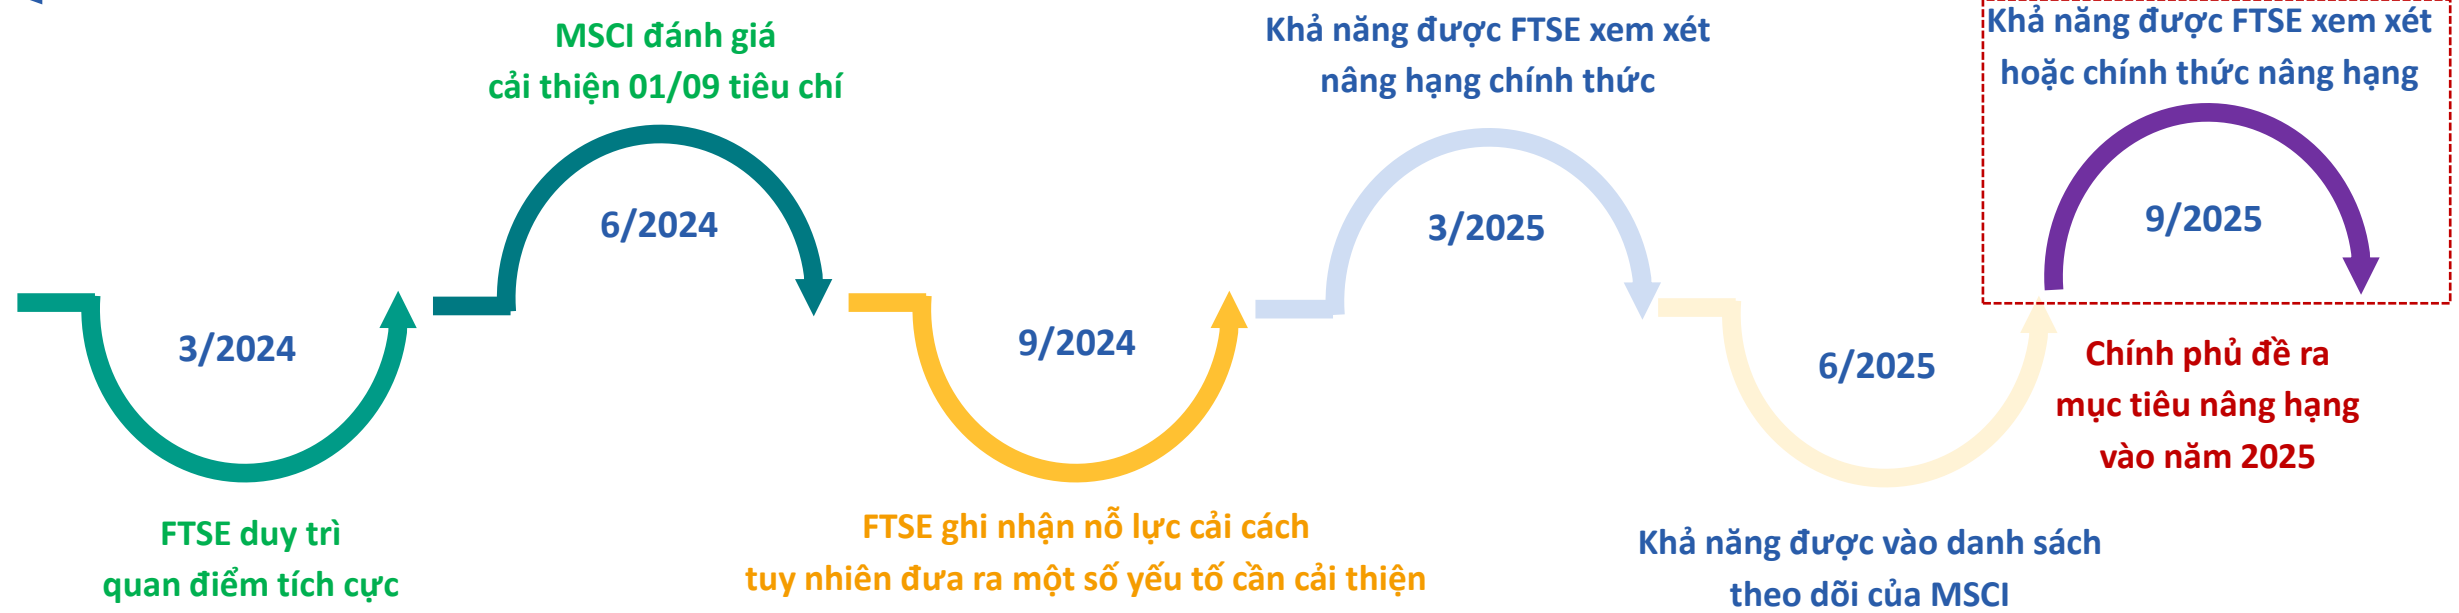 3/2024
FTSE duy trì
quan điểm tích cực
MSCI đánh giá
cải thiện 01/09 tiêu chí
6/2024
9/2024
FTSE ghi nhận nỗ lực cải cách
tuy nhiên đưa ra một số yếu tố cần cải thiện
Khả năng được FTSE xem xét
nâng hạng chính thức
3/2025
6/2025
Khả năng được vào danh sách
theo dõi của MSCI
Khả năng được FTSE xem xét
hoặc chính thức nâng hạng
9/2025
Chính phủ đề ra
mục tiêu nâng hạng
vào năm 2025